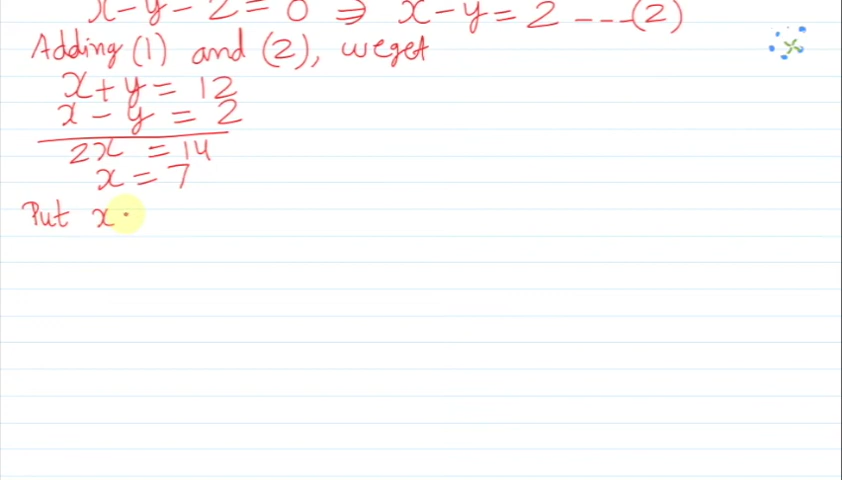 x - y - 2 = 0 ⇒ x - y = 2 ---(2)
Adding (1) and (2), we get
x + y = 12
x - y = 2
2x = 14
x = 7
Put x